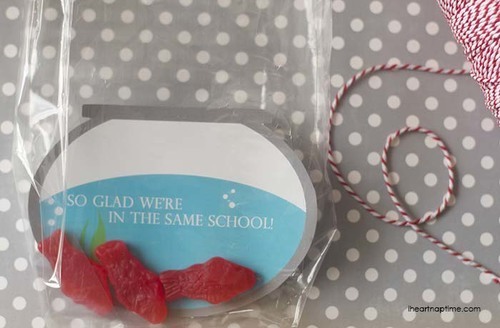 SO GLAD WE'RE
IN THE SAME SCHOOL!
iheartnaptime.com